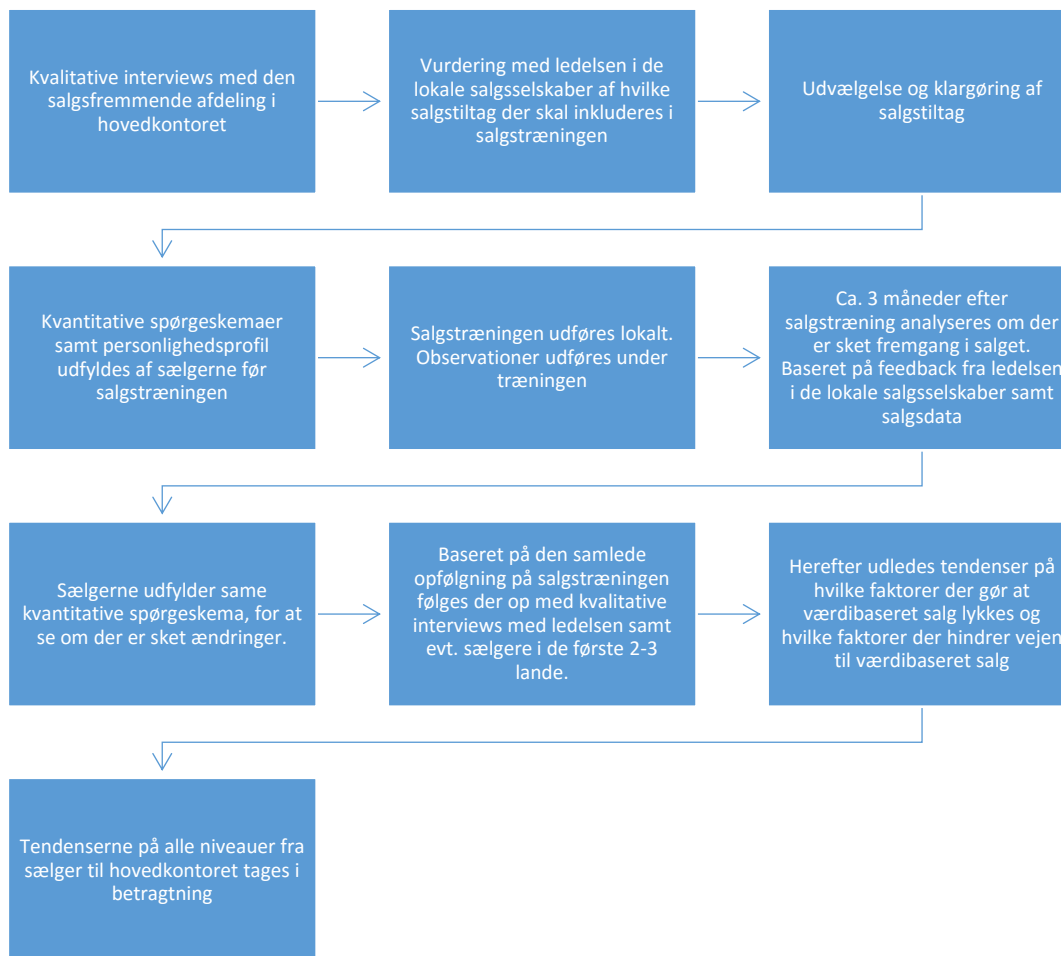 Kvalitative interviews med den
salgsfremmende afdeling i
hovedkontoret
Vurdering med ledelsen i de
lokale salgsselskaber af hvilke
salgstiltag der skal inkluderes i
salgstræningen
Udvælgelse og klargøring af
salgstiltag
Kvantitative spørgeskemaer
samt personlighedsprofil
udfyldes af sælgerne før
salgstræningen
Salgstræningen udføres lokalt.
Observationer udføres under
træningen
Ca. 3 måneder efter
salgstræning analyseres om der
er sket fremgang i salget.
Baseret på feedback fra ledelsen
i de lokale salgsselskaber samt
salgsdata
Sælgerne udfylder same
kvantitative spørgeskema, for at
se om der er sket ændringer.
Baseret på den samlede
opfølgning på salgstræningen
følges der op med kvalitative
interviews med ledelsen samt
evt. sælgere i de første 2-3
lande.
Herefter udledes tendenser på
hvilke faktorer der gør at
værdibaseret salg lykkes og
hvilke faktorer der hindrer vejen
til værdibaseret salg
Tendenserne på alle niveauer fra
sælger til hovedkontoret tages i
betragtning